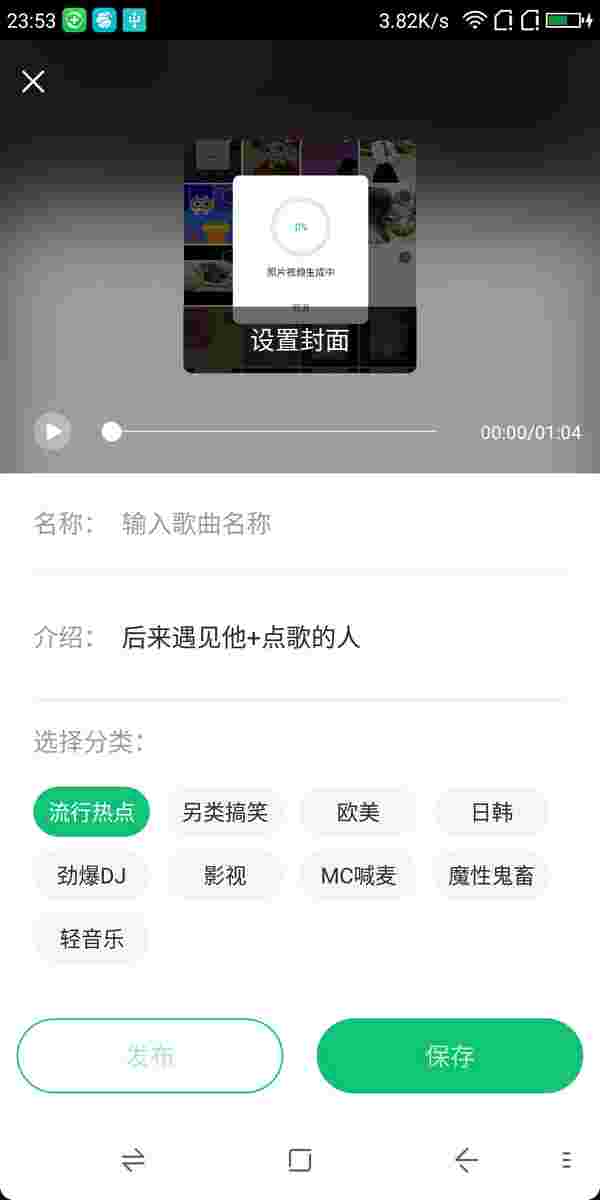 23:53 3.82K/s
0%
照片视频生成中
取消
设置封面
00:00/01:04
名称： 输入歌曲名称
介绍： 后来遇见他+点歌的人
选择分类：
流行热点 另类搞笑 欧美 日韩
劲爆DJ 影视 MC喊麦 魔性鬼畜
轻音乐
发布 保存